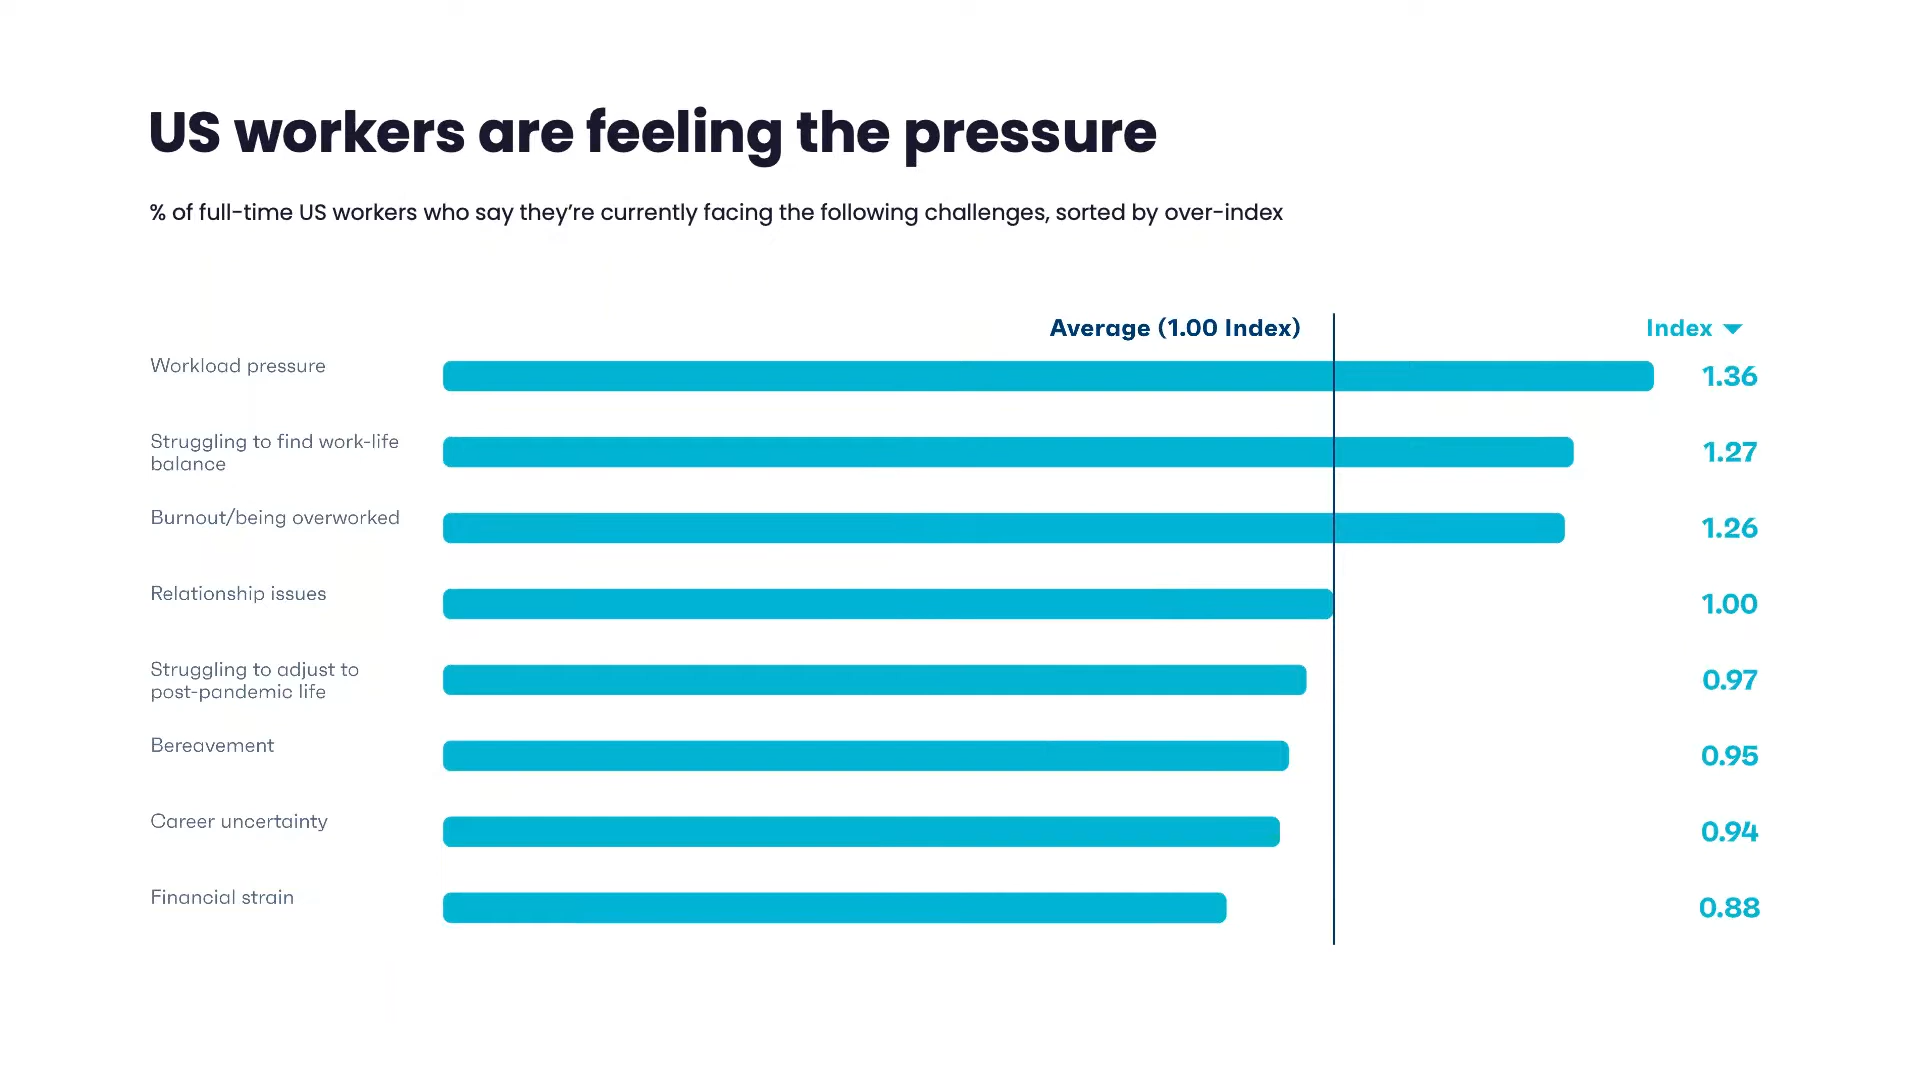 US workers are feeling the pressure
% of full-time US workers who say they’re currently facing the following challenges, sorted by over-index
Average (1.00 Index)
Index
Workload pressure
1.36
Struggling to find work-life
balance
1.27
Burnout/being overworked
1.26
Relationship issues
1.00
Struggling to adjust to
post-pandemic life
0.97
Bereavement
0.95
Career uncertainty
0.94
Financial strain
0.88